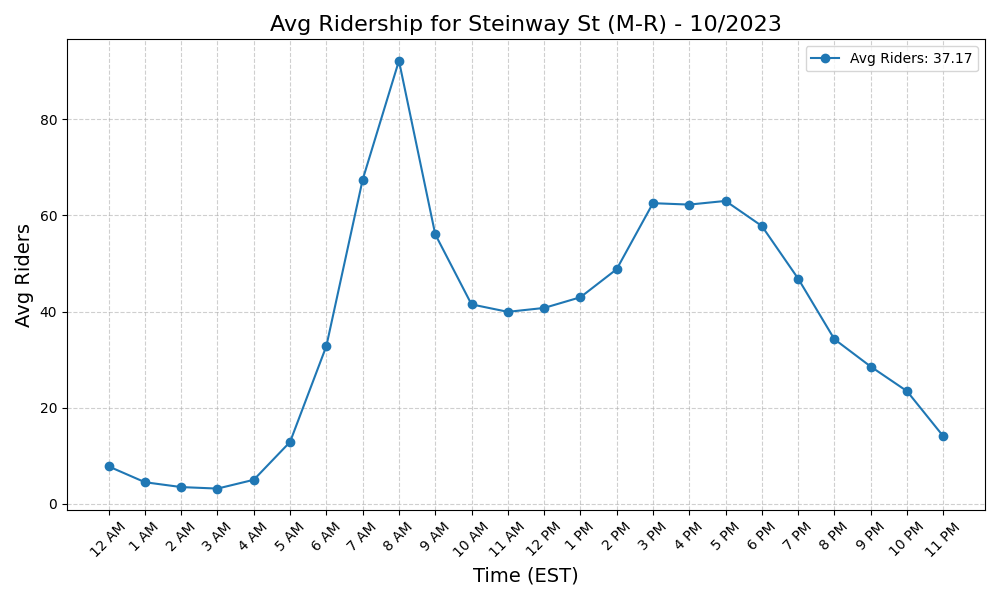 Avg Ridership for Steinway St (M-R) - 10/2023
Avg Riders: 37.17
Avg Riders
80
60
40
20
0
12 AM
1 AM
2 AM
3 AM
4 AM
5 AM
6 AM
7 AM
8 AM
9 AM
10 AM
11 AM
12 PM
1 PM
2 PM
3 PM
4 PM
5 PM
6 PM
7 PM
8 PM
9 PM
10 PM
11 PM
Time (EST)